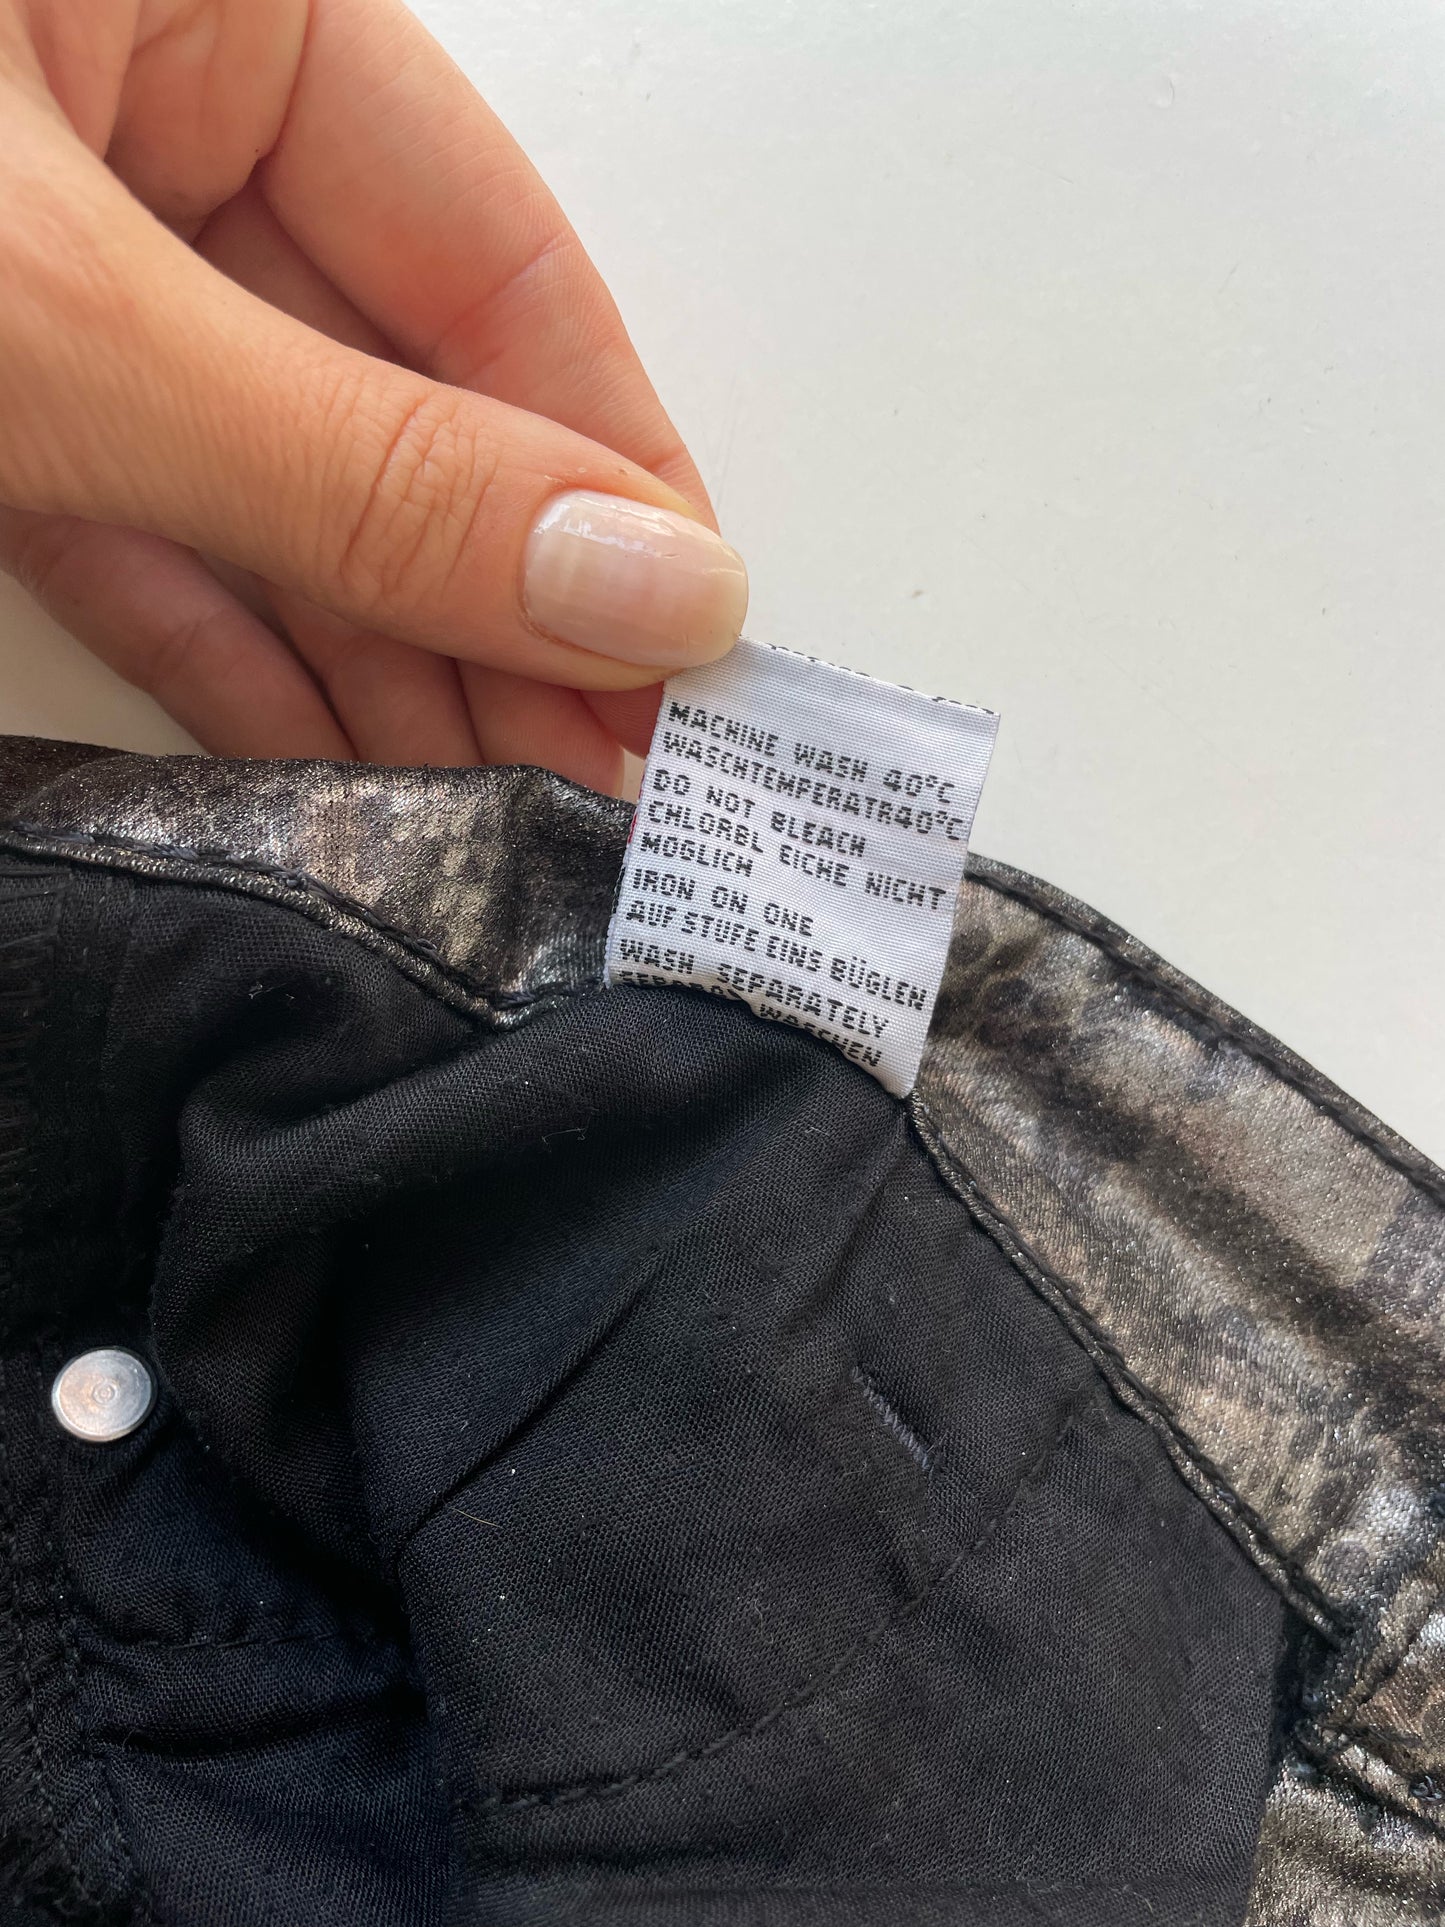 MACHINE WASH 40°C
WASCHTEMPERATR40°C
DO NOT BLEACH
CHLORBL EICHE NICHT
MOGLICH
IRON ON ONE
AUF STUFE EINS BÜGLEN
WASH SEPARATELY
WASCHEN